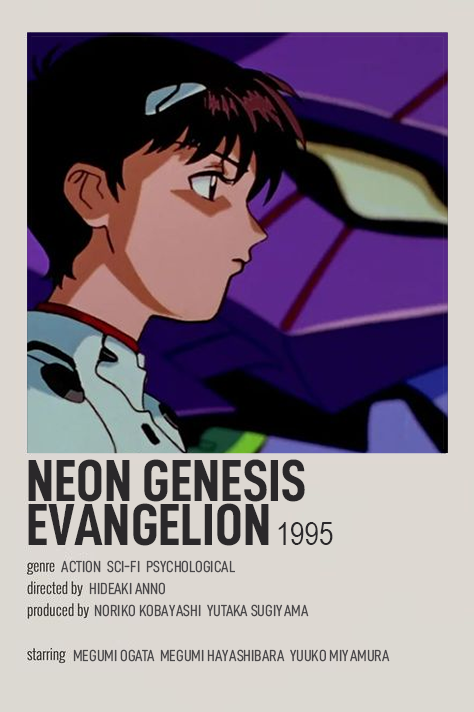 NEON GENESIS
EVANGELION 1995
genre ACTION SCI-FI PSYCHOLOGICAL
directed by HIDEAKI ANNO
produced by NORIKO KOBAYASHI YUTAKA SUGIYAMA
starring MEGUMI OGATA MEGUMI HAYASHIBARA YUUKO MIYAMURA